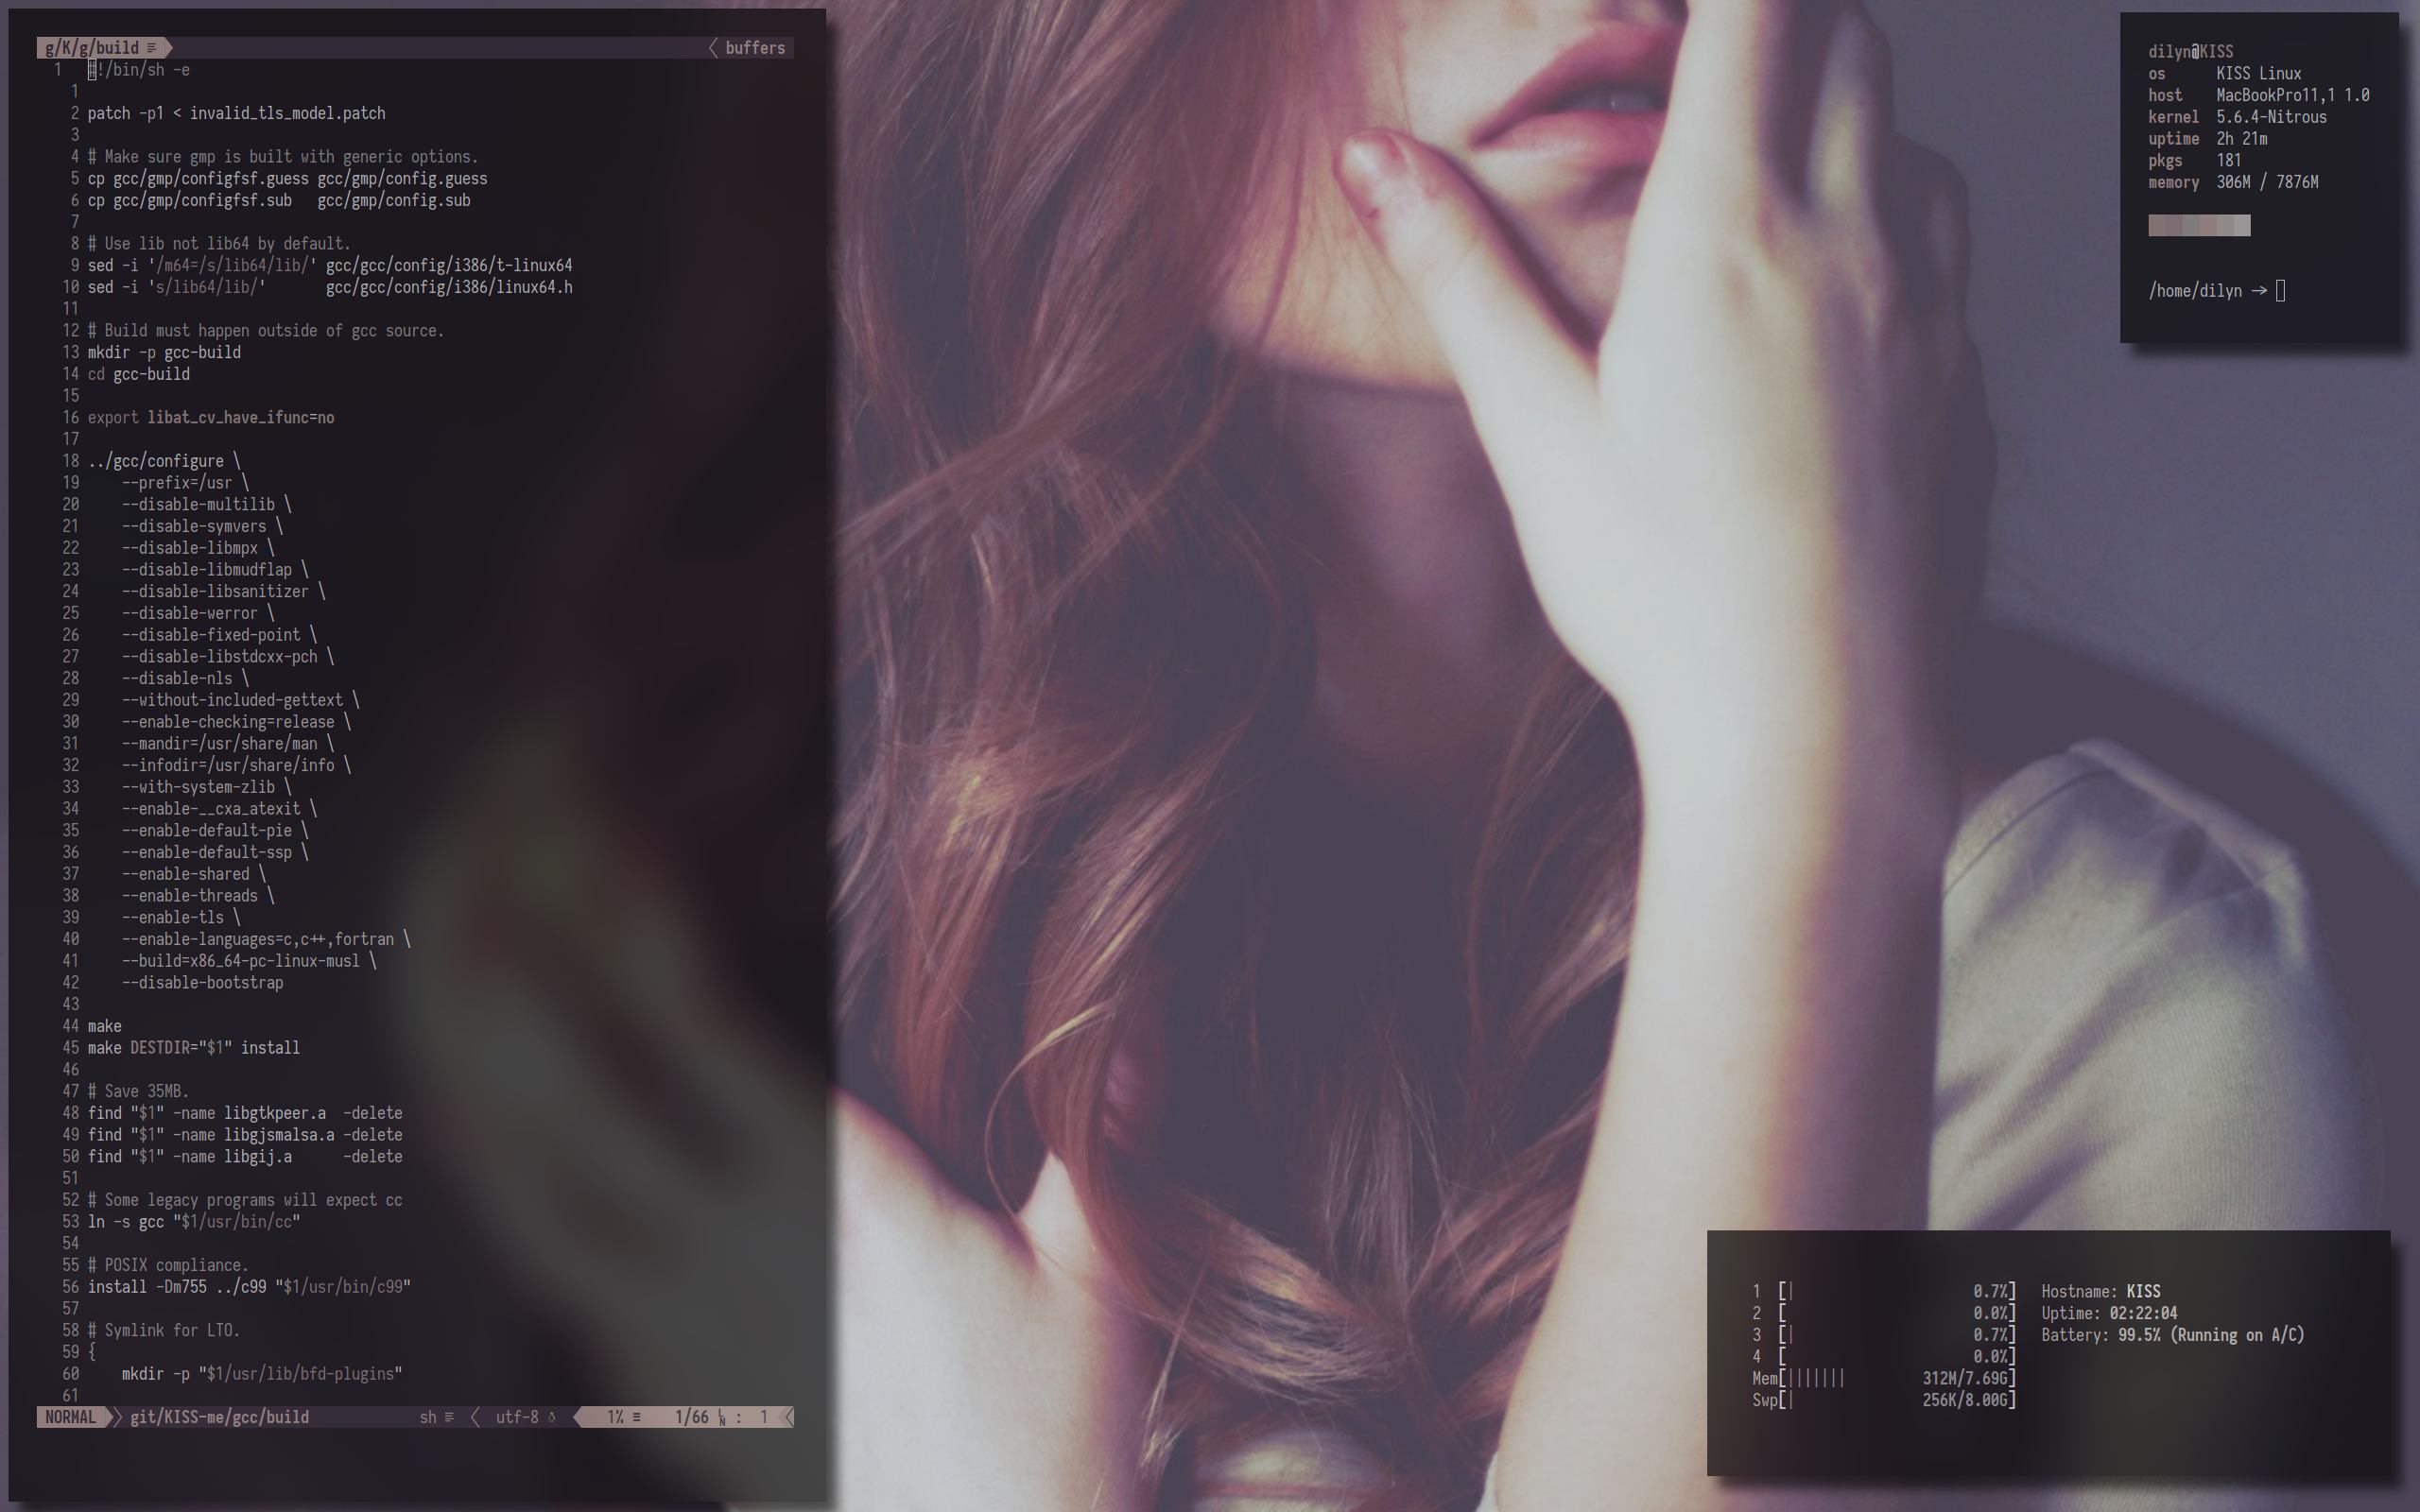 g/K/g/build ≡ buffers
1 #!/bin/sh -e
1
2 patch -p1 < invalid_tls_model.patch
3
4 # Make sure gmp is built with generic options.
5 cp gcc/gmp/configfsf.guess gcc/gmp/config.guess
6 cp gcc/gmp/configfsf.sub   gcc/gmp/config.sub
7
8 # Use lib not lib64 by default.
9 sed -i '/m64=/s/lib64/lib/' gcc/gcc/config/i386/t-linux64
10 sed -i 's/lib64/lib/'       gcc/gcc/config/i386/linux64.h
11
12 # Build must happen outside of gcc source.
13 mkdir -p gcc-build
14 cd gcc-build
15
16 export libat_cv_have_ifunc=no
17
18 ../gcc/configure \
19     --prefix=/usr \
20     --disable-multilib \
21     --disable-symvers \
22     --disable-libmpx \
23     --disable-libmudflap \
24     --disable-libsanitizer \
25     --disable-werror \
26     --disable-fixed-point \
27     --disable-libstdcxx-pch \
28     --disable-nls \
29     --without-included-gettext \
30     --enable-checking=release \
31     --mandir=/usr/share/man \
32     --infodir=/usr/share/info \
33     --with-system-zlib \
34     --enable-__cxa_atexit \
35     --enable-default-pie \
36     --enable-default-ssp \
37     --enable-shared \
38     --enable-threads \
39     --enable-tls \
40     --enable-languages=c,c++,fortran \
41     --build=x86_64-pc-linux-musl \
42     --disable-bootstrap
43
44 make
45 make DESTDIR="$1" install
46
47 # Save 35MB.
48 find "$1" -name libgtkpeer.a  -delete
49 find "$1" -name libgjsmalsa.a -delete
50 find "$1" -name libgij.a      -delete
51
52 # Some legacy programs will expect cc
53 ln -s gcc "$1/usr/bin/cc"
54
55 # POSIX compliance.
56 install -Dm755 ../c99 "$1/usr/bin/c99"
57
58 # Symlink for LTO.
59 {
60     mkdir -p "$1/usr/lib/bfd-plugins"
61
NORMAL git/KISS-me/gcc/build sh ≡ utf-8 1% ≡ 1/66 LN : 1
dilyn@KISS
os KISS Linux
host MacBookPro11,1 1.0
kernel 5.6.4-Nitrous
uptime 2h 21m
pkgs 181
memory 306M / 7876M
/home/dilyn →
1 [| 0.7%] Hostname: KISS
2 [ 0.0%] Uptime: 02:22:04
3 [| 0.7%] Battery: 99.5% (Running on A/C)
4 [ 0.0%]
Mem[||||||| 312M/7.69G]
Swp[| 256K/8.00G]